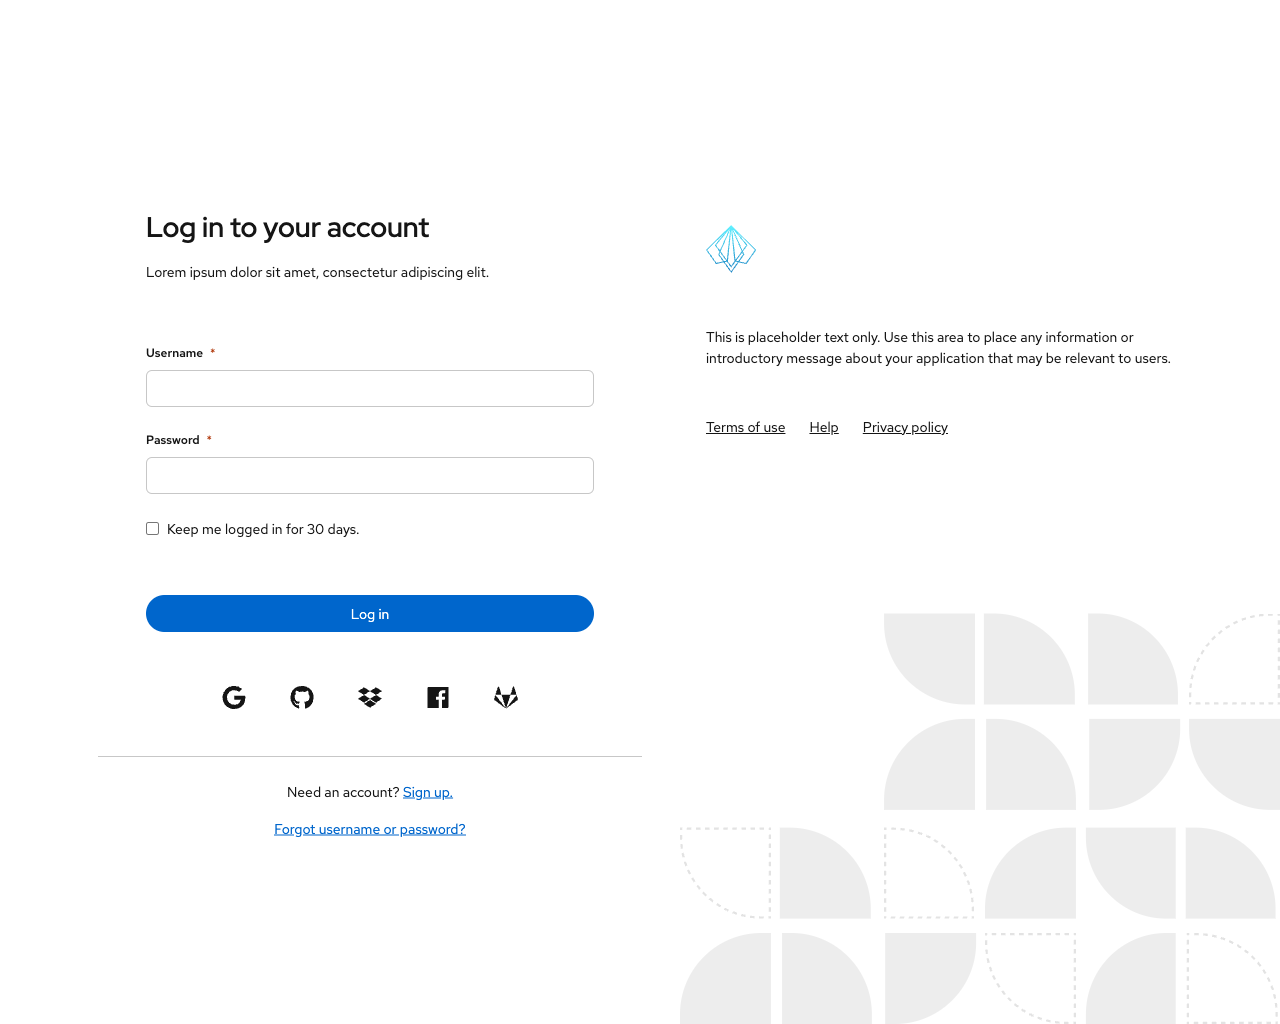 Log in to your account
Lorem ipsum dolor sit amet, consectetur adipiscing elit.
Username *
Password *
Keep me logged in for 30 days.
Log in
Need an account? Sign up.
Forgot username or password?
This is placeholder text only. Use this area to place any information or
introductory message about your application that may be relevant to users.
Terms of use Help Privacy policy